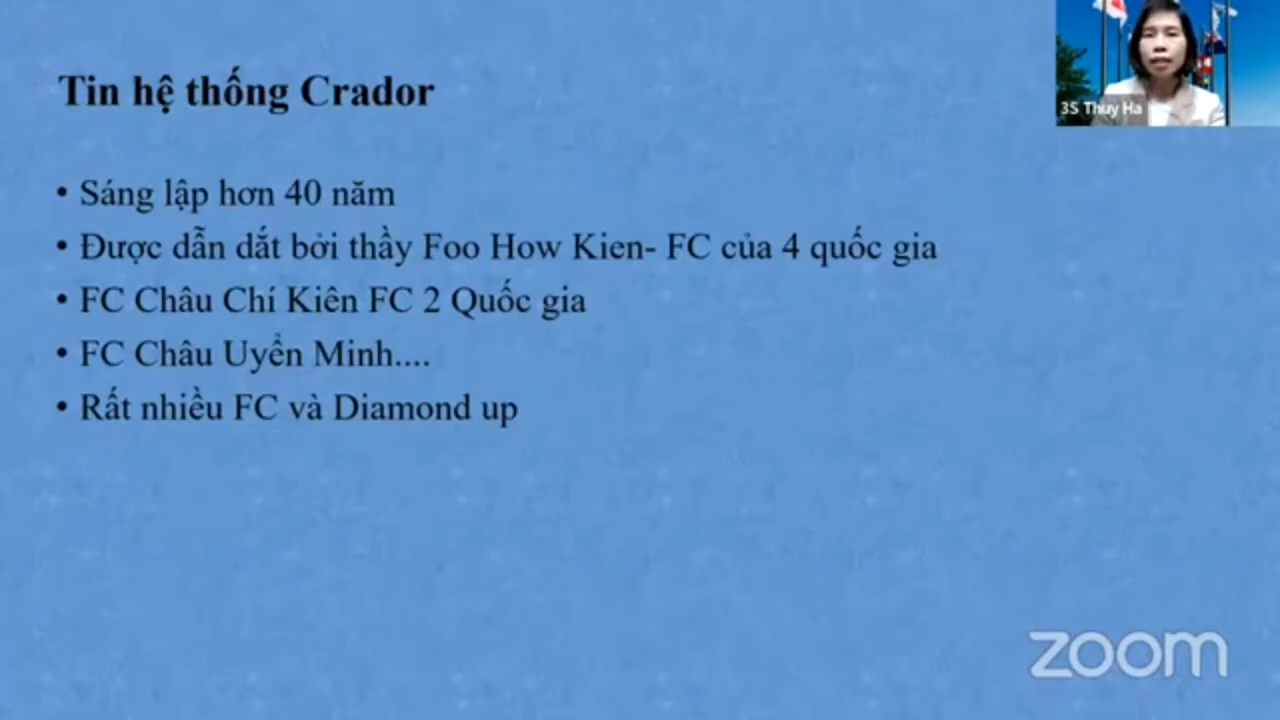 Tin hệ thống Crador
3S Thuy Ha
• Sáng lập hơn 40 năm
• Được dẫn dắt bởi thầy Foo How Kien- FC của 4 quốc gia
• FC Châu Chí Kiên FC 2 Quốc gia
• FC Châu Uyển Minh....
• Rất nhiều FC và Diamond up
zoom